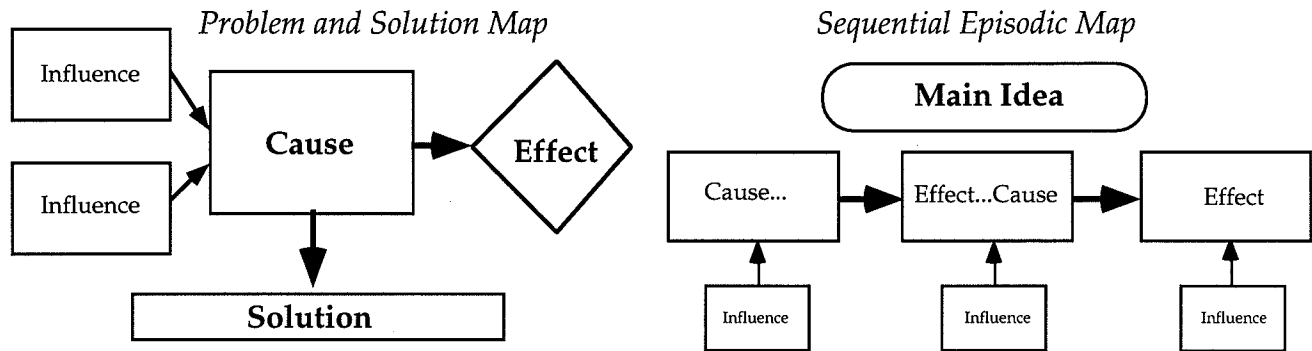 Problem and Solution Map
Influence
Influence
Cause
Effect
Solution
Sequential Episodic Map
Main Idea
Cause...
Effect...Cause
Effect
Influence
Influence
Influence